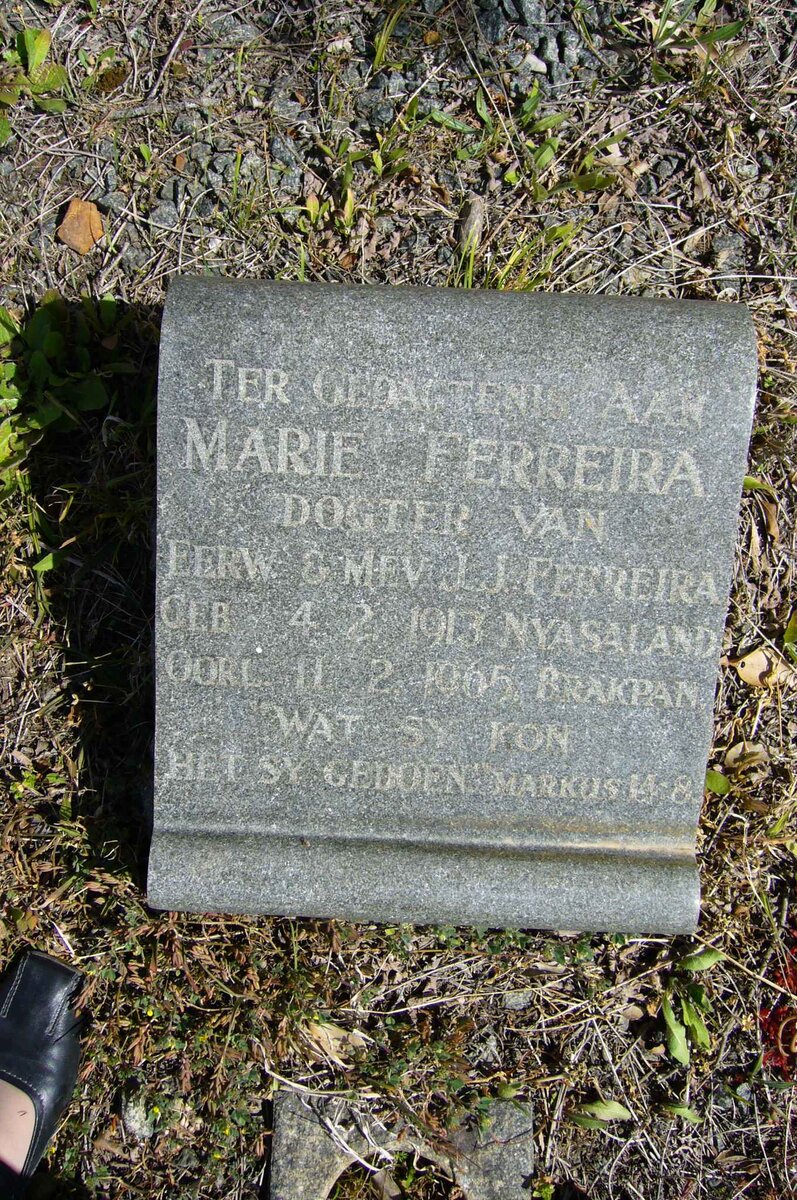 TER GEDAGTENIS AAN
MARIE FERREIRA
DOGTER VAN
EERW. & MEV. J.J. FERREIRA
GEB. 4. 2. 1913 NYASALAND
OORL. 11. 2. 1965, BRAKPAN.
"WAT SY KON
HET SY GEDOEN." MARKUS 14-8